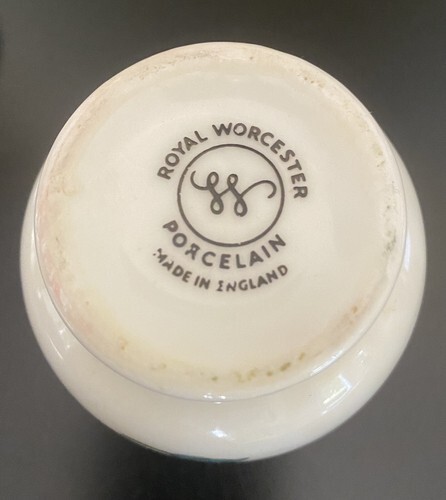 ROYAL WORCESTER
PORCELAIN
MADE IN ENGLAND